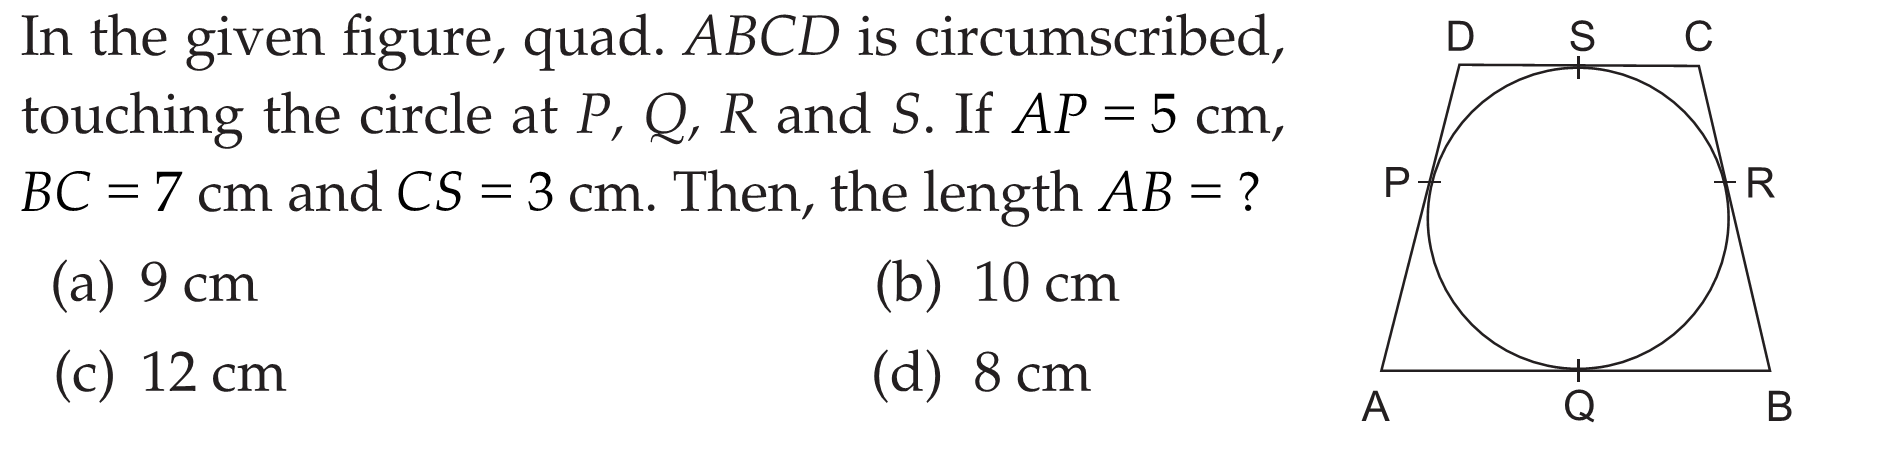 In the given figure, quad. ABCD is circumscribed,
touching the circle at P, Q, R and S. If AP = 5 cm,
BC = 7 cm and CS = 3 cm. Then, the length AB = ?
(a) 9 cm (b) 10 cm
(c) 12 cm (d) 8 cm
D S C
P R
A Q B